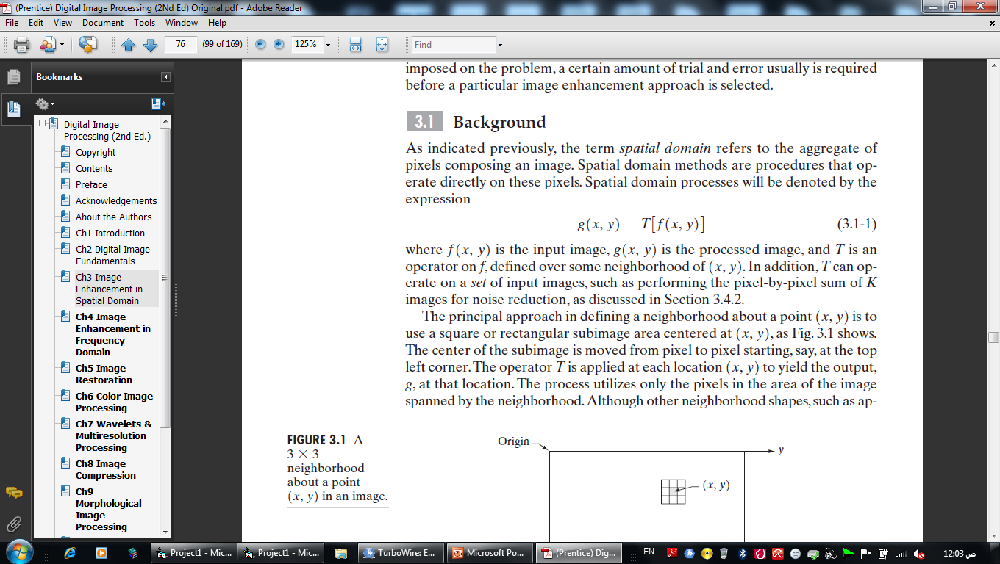 (Prentice) Digital Image Processing (2Nd Ed) Original.pdf - Adobe Reader
File Edit View Document Tools Window Help
76 (99 of 169) 125% Find
Bookmarks
Digital Image
Processing (2nd Ed.)
Copyright
Contents
Preface
Acknowledgements
About the Authors
Ch1 Introduction
Ch2 Digital Image
Fundamentals
Ch3 Image
Enhancement in
Spatial Domain
Ch4 Image
Enhancement in
Frequency
Domain
Ch5 Image
Restoration
Ch6 Color Image
Processing
Ch7 Wavelets &
Multiresolution
Processing
Ch8 Image
Compression
Ch9
Morphological
Image
Processing
imposed on the problem, a certain amount of trial and error usually is required
before a particular image enhancement approach is selected.
3.1 Background
As indicated previously, the term spatial domain refers to the aggregate of
pixels composing an image. Spatial domain methods are procedures that op-
erate directly on these pixels. Spatial domain processes will be denoted by the
expression
g(x, y) = T[f(x, y)] (3.1-1)
where f(x, y) is the input image, g(x, y) is the processed image, and T is an
operator on f, defined over some neighborhood of (x, y). In addition, T can op-
erate on a set of input images, such as performing the pixel-by-pixel sum of K
images for noise reduction, as discussed in Section 3.4.2.
The principal approach in defining a neighborhood about a point (x, y) is to
use a square or rectangular subimage area centered at (x, y), as Fig. 3.1 shows.
The center of the subimage is moved from pixel to pixel starting, say, at the top
left corner. The operator T is applied at each location (x, y) to yield the output,
g, at that location. The process utilizes only the pixels in the area of the image
spanned by the neighborhood. Although other neighborhood shapes, such as ap-
FIGURE 3.1 A
3 × 3
neighborhood
about a point
(x, y) in an image.
Origin
y
(x, y)
Project1 - Mic... Project1 - Mic... TurboWire: E... Microsoft Po... (Prentice) Dig... EN 12:03 ص